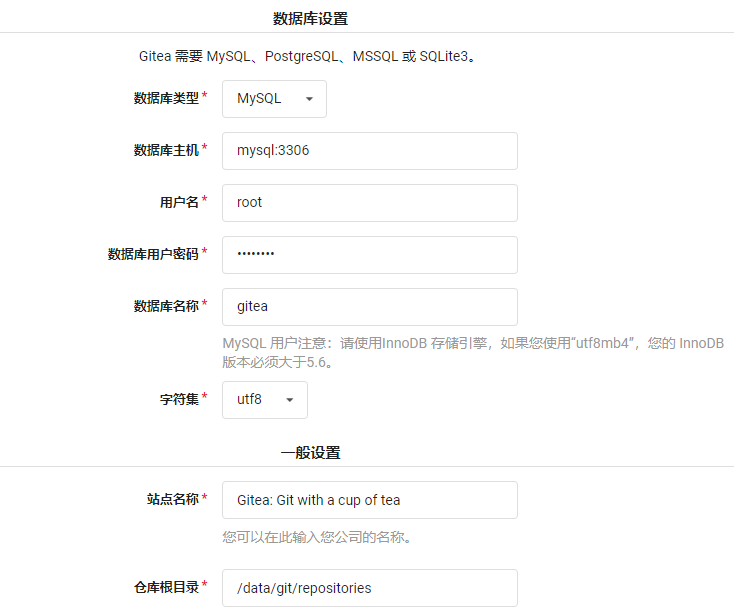 数据库设置
Gitea 需要 MySQL、PostgreSQL、MSSQL 或 SQLite3。
数据库类型* MySQL
数据库主机* mysql:3306
用户名* root
数据库用户密码* ••••••••
数据库名称* gitea
MySQL 用户注意：请使用InnoDB 存储引擎，如果您使用“utf8mb4”，您的 InnoDB
版本必须大于5.6。
字符集* utf8
一般设置
站点名称* Gitea: Git with a cup of tea
您可以在此输入您公司的名称。
仓库根目录* /data/git/repositories